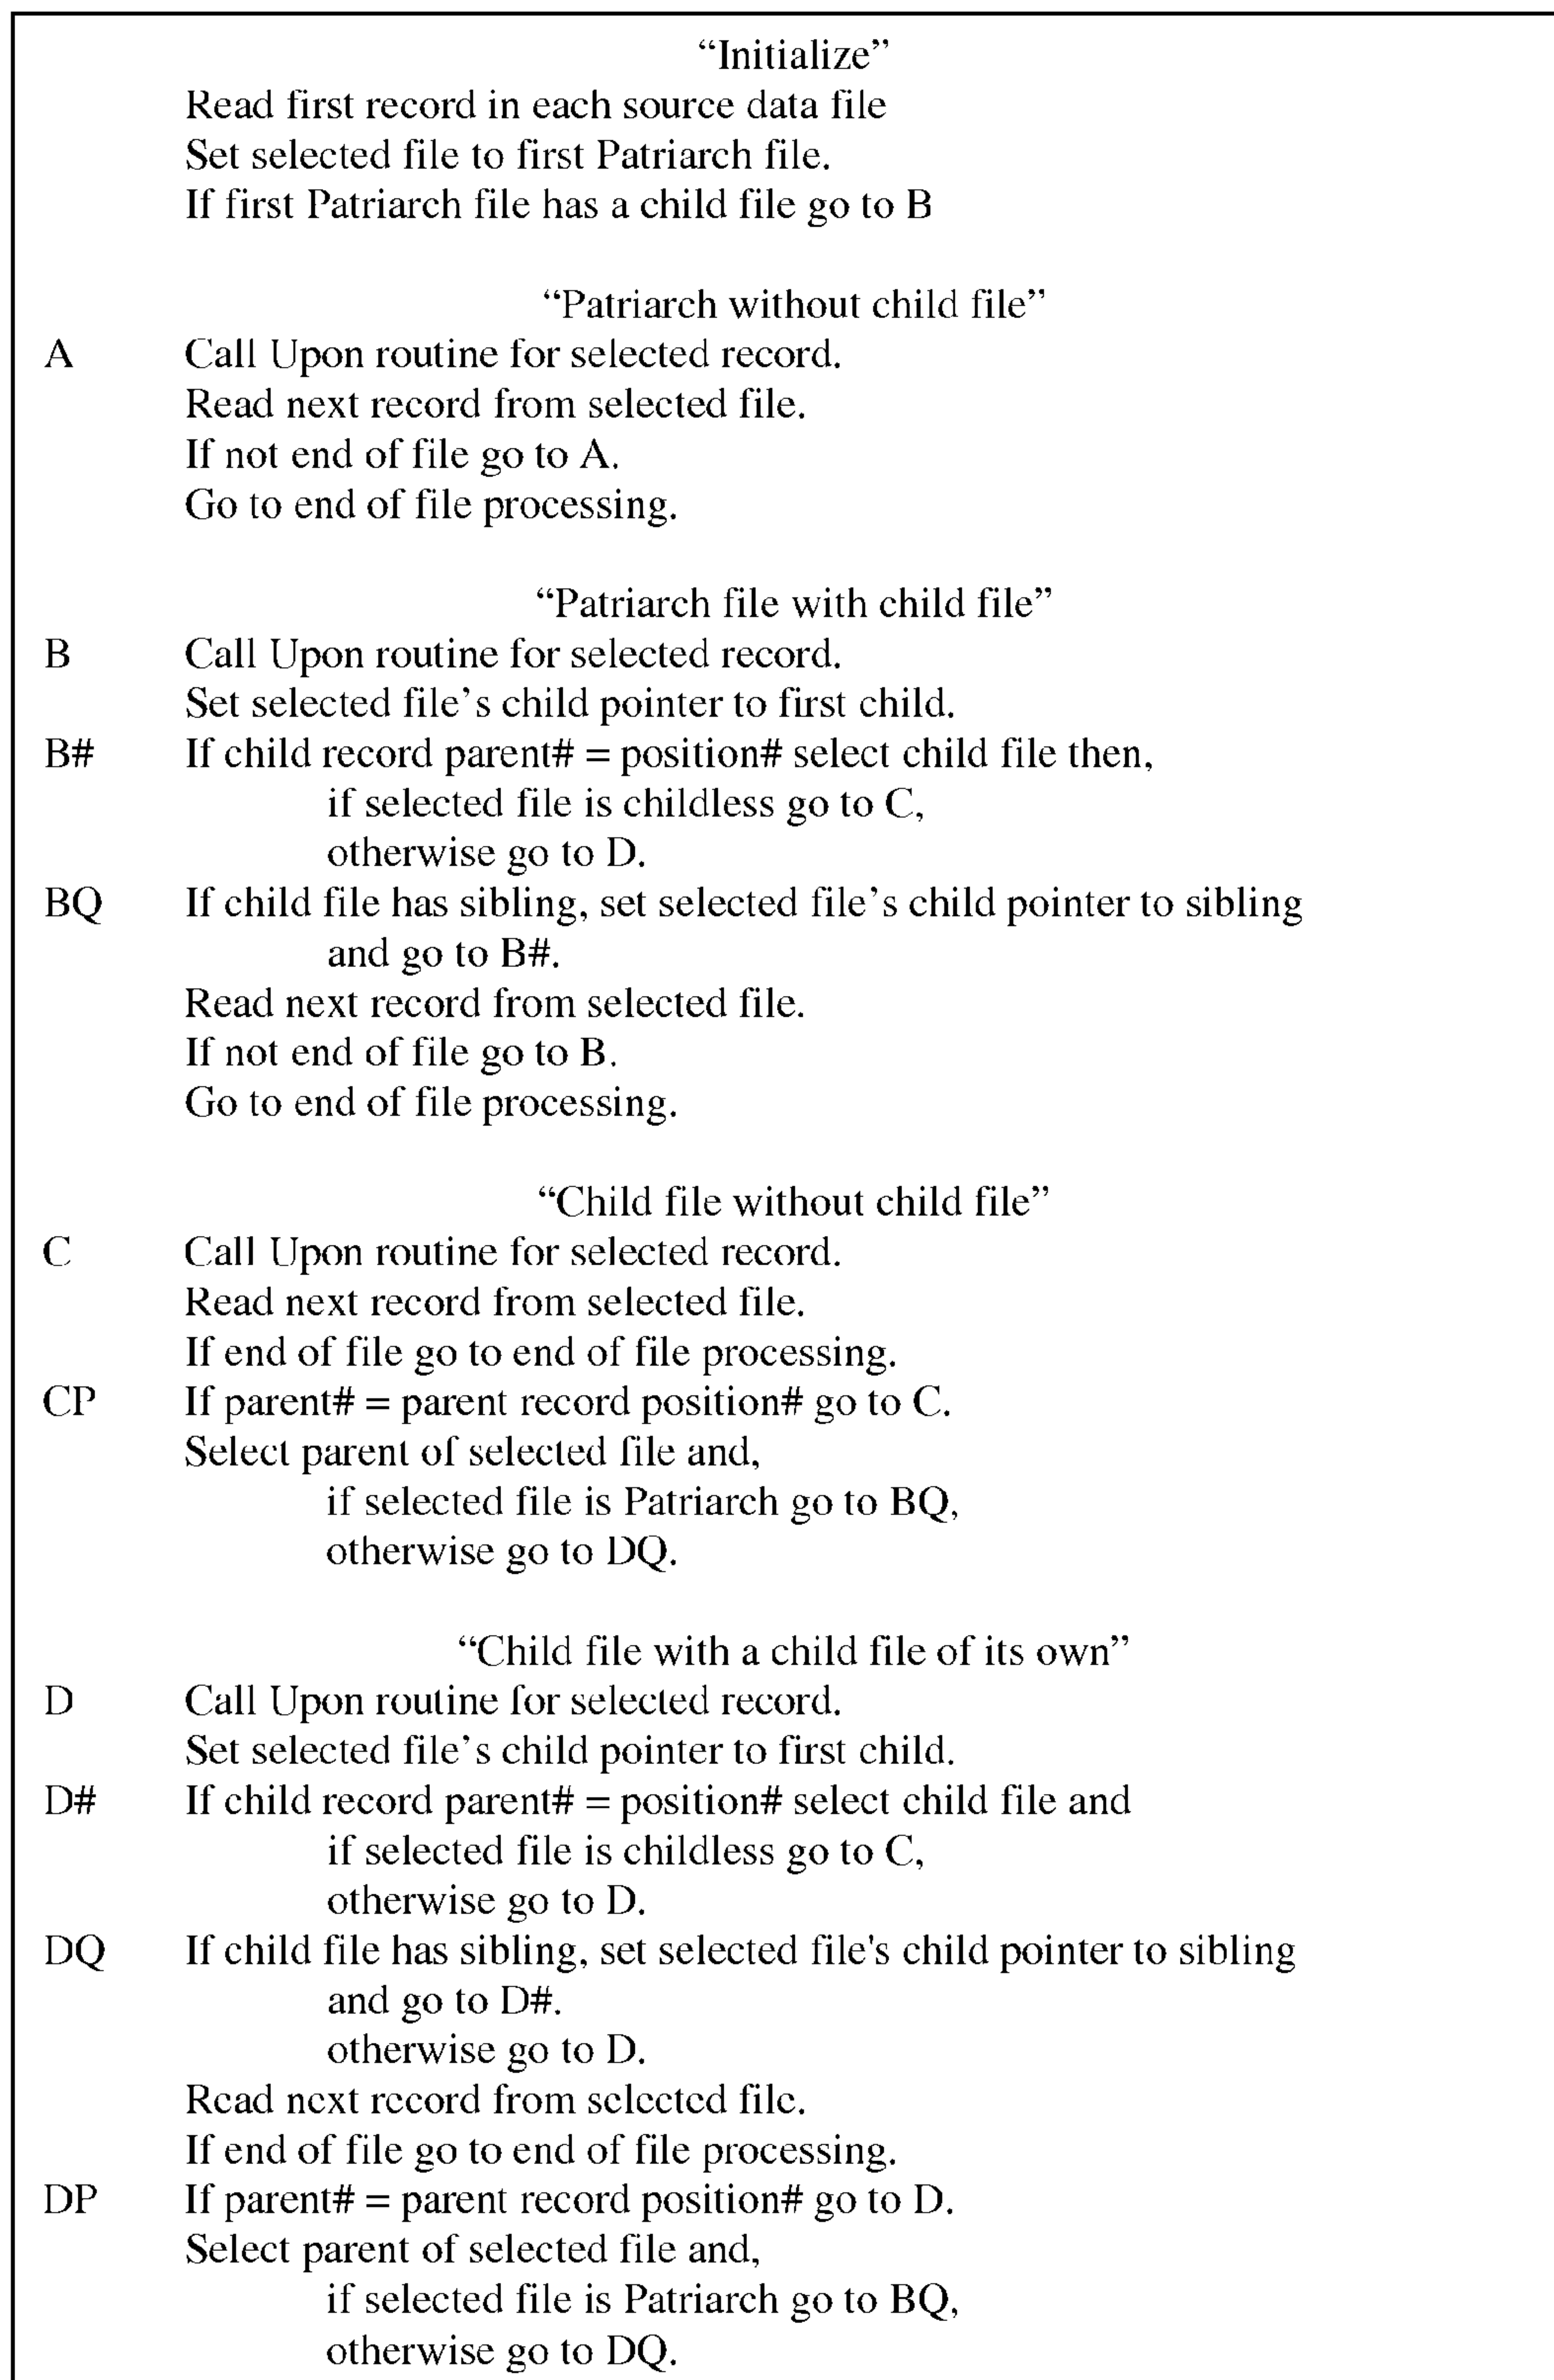 “Initialize”
Read first record in each source data file
Set selected file to first Patriarch file.
If first Patriarch file has a child file go to B
“Patriarch without child file”
A Call Upon routine for selected record.
Read next record from selected file.
If not end of file go to A.
Go to end of file processing.
“Patriarch file with child file”
B Call Upon routine for selected record.
Set selected file’s child pointer to first child.
B# If child record parent# = position# select child file then,
if selected file is childless go to C,
otherwise go to D.
BQ If child file has sibling, set selected file’s child pointer to sibling
and go to B#.
Read next record from selected file.
If not end of file go to B.
Go to end of file processing.
“Child file without child file”
C Call Upon routine for selected record.
Read next record from selected file.
If end of file go to end of file processing.
CP If parent# = parent record position# go to C.
Select parent of selected file and,
if selected file is Patriarch go to BQ,
otherwise go to DQ.
“Child file with a child file of its own”
D Call Upon routine for selected record.
Set selected file’s child pointer to first child.
D# If child record parent# = position# select child file and
if selected file is childless go to C,
otherwise go to D.
DQ If child file has sibling, set selected file's child pointer to sibling
and go to D#.
otherwise go to D.
Read next record from selected file.
If end of file go to end of file processing.
DP If parent# = parent record position# go to D.
Select parent of selected file and,
if selected file is Patriarch go to BQ,
otherwise go to DQ.